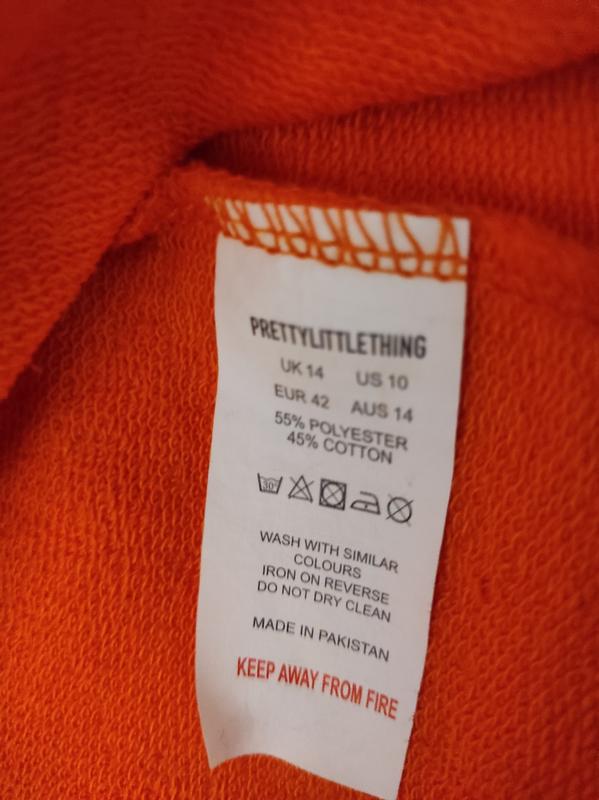 PRETTYLITTLETHING
UK 14 US 10
EUR 42 AUS 14
55% POLYESTER
45% COTTON
30°
WASH WITH SIMILAR
COLOURS
IRON ON REVERSE
DO NOT DRY CLEAN
MADE IN PAKISTAN
KEEP AWAY FROM FIRE